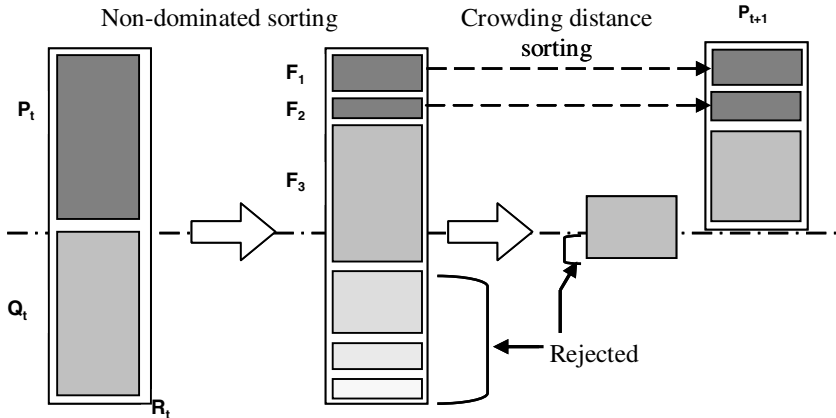 Non-dominated sorting
Crowding distance
sorting
P_{t+1}
P_t
F_1
F_2
F_3
Q_t
Rejected
R_t